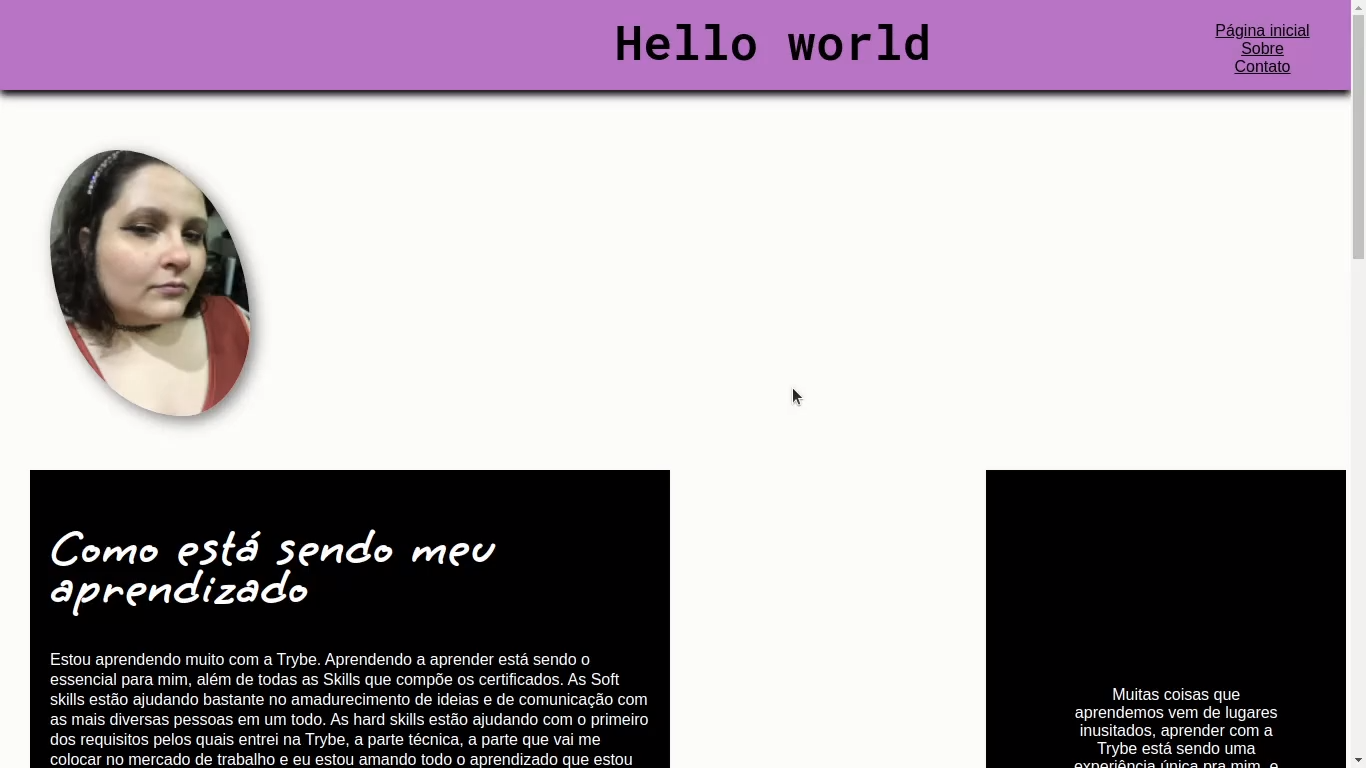 Hello world
Página inicial
Sobre
Contato
Como está sendo meu
aprendizado
Estou aprendendo muito com a Trybe. Aprendendo a aprender está sendo o
essencial para mim, além de todas as Skills que compõe os certificados. As Soft
skills estão ajudando bastante no amadurecimento de ideias e de comunicação com
as mais diversas pessoas em um todo. As hard skills estão ajudando com o primeiro
dos requisitos pelos quais entrei na Trybe, a parte técnica, a parte que vai me
colocar no mercado de trabalho e eu estou amando todo o aprendizado que estou
Muitas coisas que
aprendemos vem de lugares
inusitados, aprender com a
Trybe está sendo uma
experiência única pra mim, e